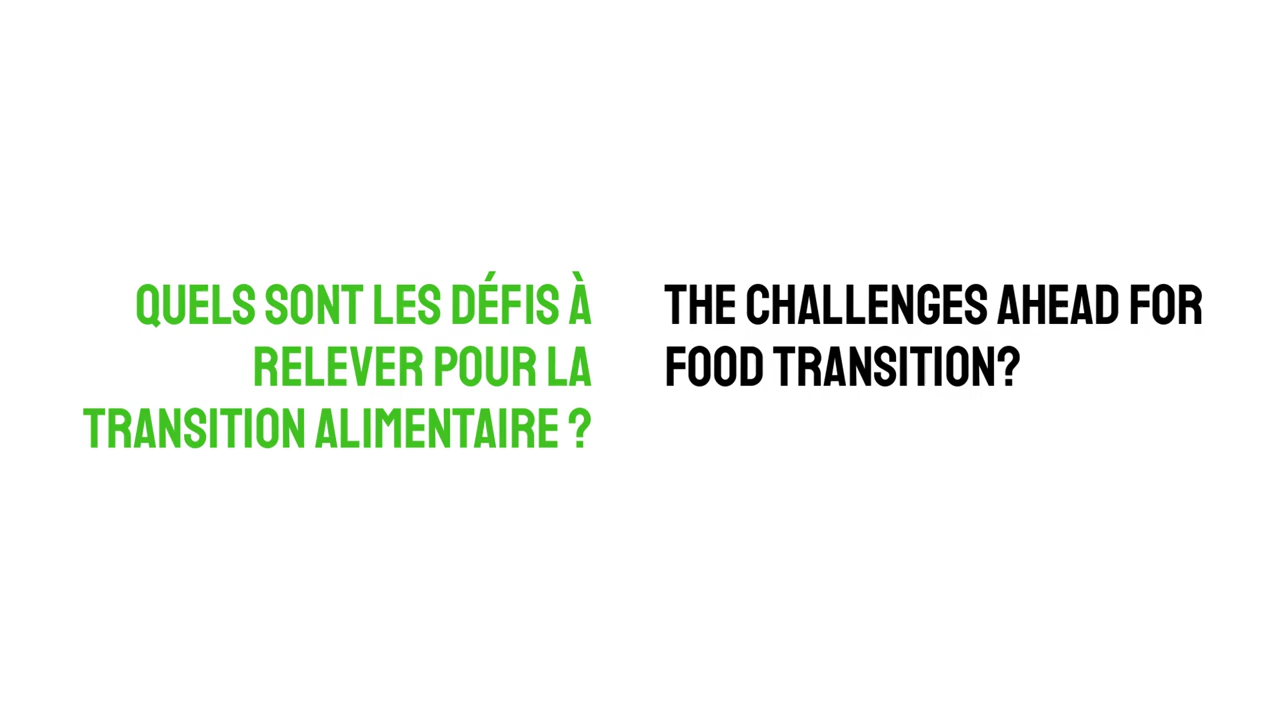 QUELS SONT LES DÉFIS À
RELEVER POUR LA
TRANSITION ALIMENTAIRE ?
THE CHALLENGES AHEAD FOR
FOOD TRANSITION?